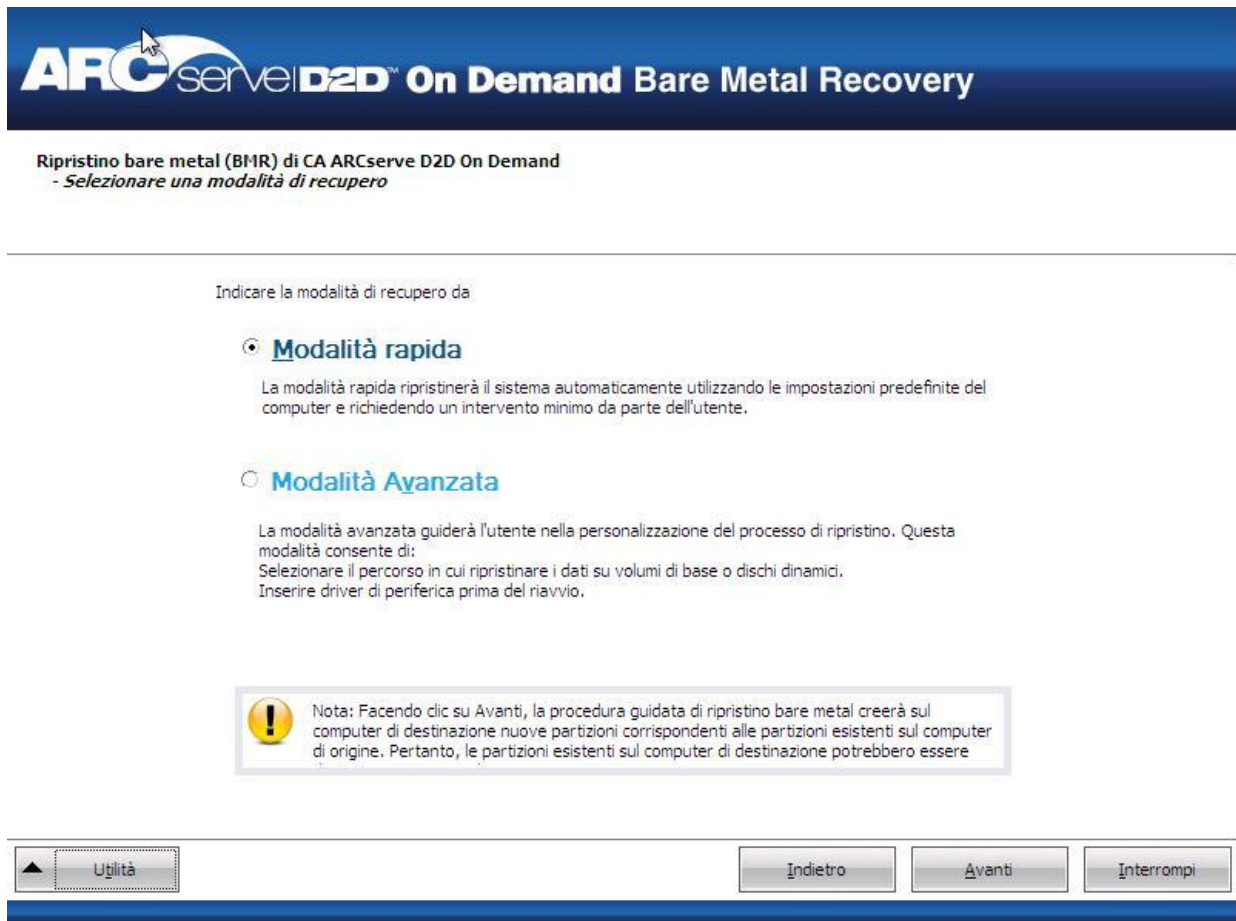 ARCserve D2D™ On Demand Bare Metal Recovery
Ripristino bare metal (BMR) di CA ARCserve D2D On Demand
- Selezionare una modalità di recupero
Indicare la modalità di recupero da
Modalità rapida
La modalità rapida ripristinerà il sistema automaticamente utilizzando le impostazioni predefinite del
computer e richiedendo un intervento minimo da parte dell'utente.
Modalità Avanzata
La modalità avanzata guiderà l'utente nella personalizzazione del processo di ripristino. Questa
modalità consente di:
Selezionare il percorso in cui ripristinare i dati su volumi di base o dischi dinamici.
Inserire driver di periferica prima del riavvio.
Nota: Facendo clic su Avanti, la procedura guidata di ripristino bare metal creerà sul
computer di destinazione nuove partizioni corrispondenti alle partizioni esistenti sul computer
di origine. Pertanto, le partizioni esistenti sul computer di destinazione potrebbero essere
Utilità
Indietro
Avanti
Interrompi